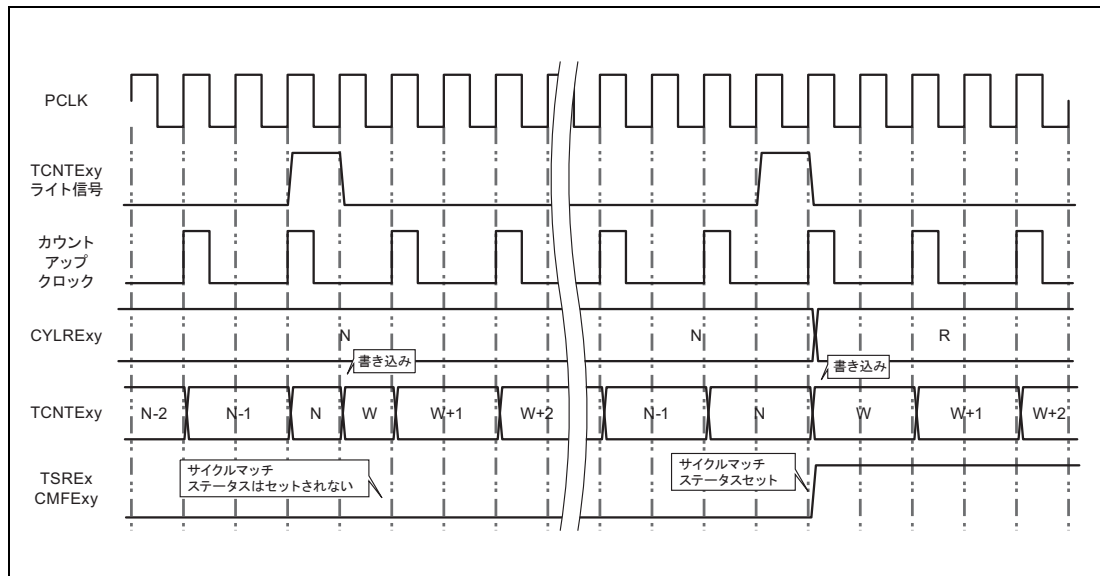 PCLK
TCNTExy
ライト信号
カウント
アップ
クロック
CYLRExy
N
N
R
書き込み
書き込み
TCNTExy
N-2
N-1
N
W
W+1
W+2
N-1
N
W
W+1
W+2
TSREx
CMFExy
サイクルマッチ
ステータスはセットされない
サイクルマッチ
ステータスセット